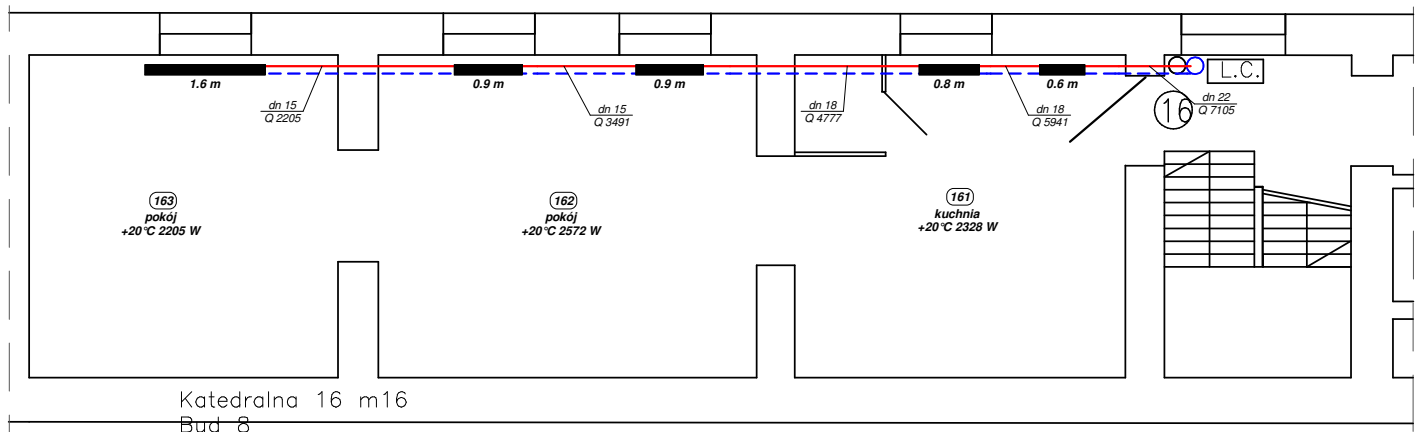 L.C.
1.6 m
0.9 m
0.9 m
0.8 m
0.6 m
dn 15
Q 2205
dn 15
Q 3491
dn 18
Q 4777
dn 18
Q 5941
dn 22
Q 7105
16
163
pokój
+20°C 2205 W
162
pokój
+20°C 2572 W
161
kuchnia
+20°C 2328 W
Katedralna 16 m16
Bud 8